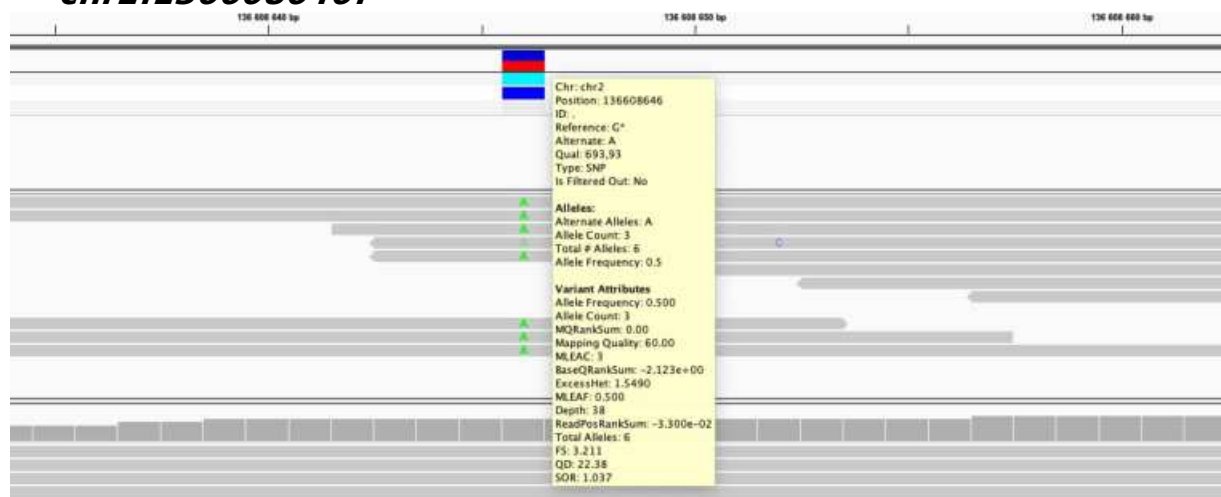 136 608 640 bp
136 608 650 bp
136 608 660 bp
Chr: chr2
Position: 136608646
ID: .
Reference: G*
Alternate: A
Qual: 693,93
Type: SNP
Is Filtered Out: No
Alleles:
Alternate Alleles: A
Allele Count: 3
Total # Alleles: 6
Allele Frequency: 0.5
Variant Attributes
Allele Frequency: 0.500
Allele Count: 3
MQRankSum: 0.00
Mapping Quality: 60.00
MLEAC: 3
BaseQRankSum: -2.123e+00
ExcessHet: 1.5490
MLEAF: 0.500
Depth: 38
ReadPosRankSum: -3.300e-02
Total Alleles: 6
FS: 3.211
QD: 22.38
SOR: 1.037
A
A
A
A
A
C
A
A
A